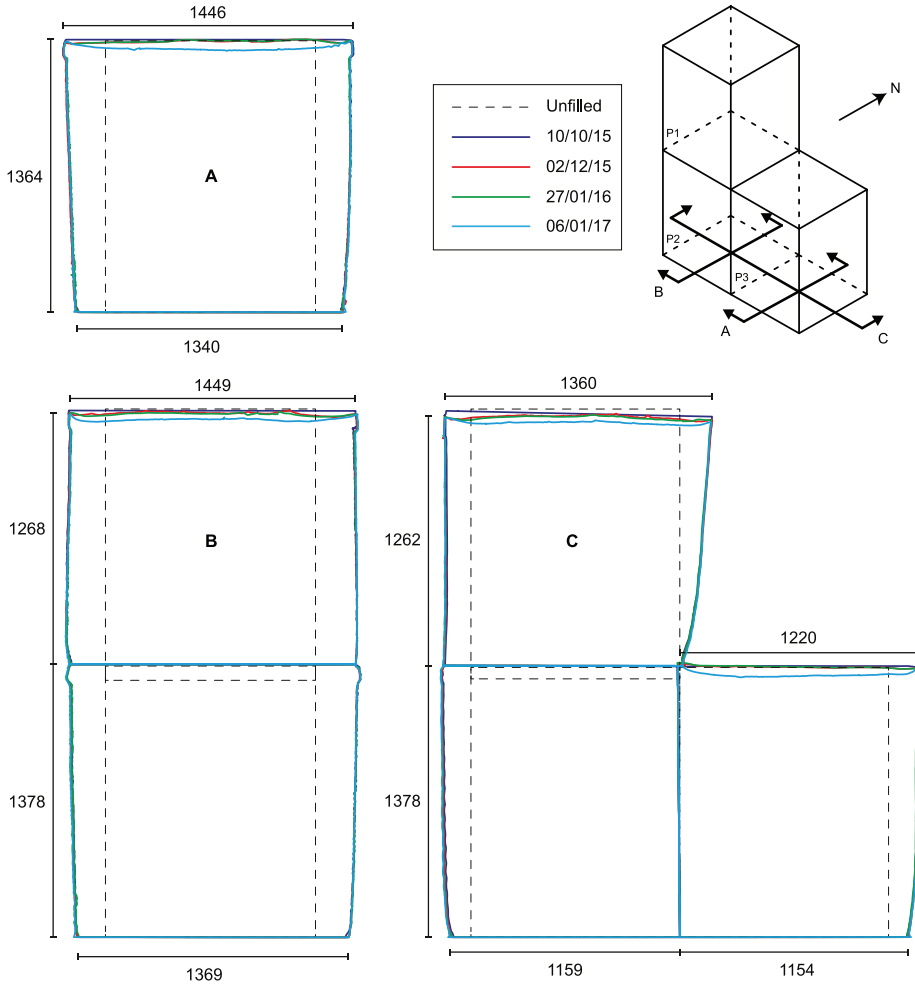 1446
1364
A
1340
Unfilled
10/10/15
02/12/15
27/01/16
06/01/17
N
P1
P2
P3
B
A
C
1449
1268
B
1378
1369
1360
1262
C
1220
1378
1159
1154